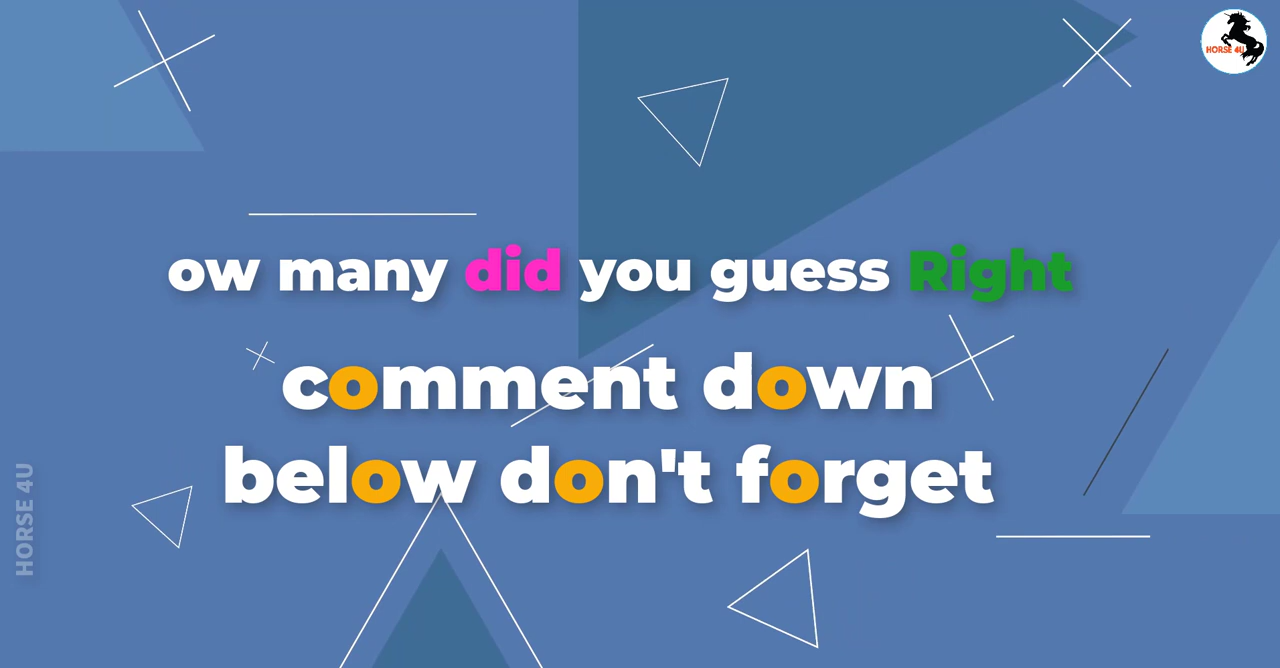 HORSE 4U
ow many did you guess Right
comment down
below don't forget
HORSE 4U